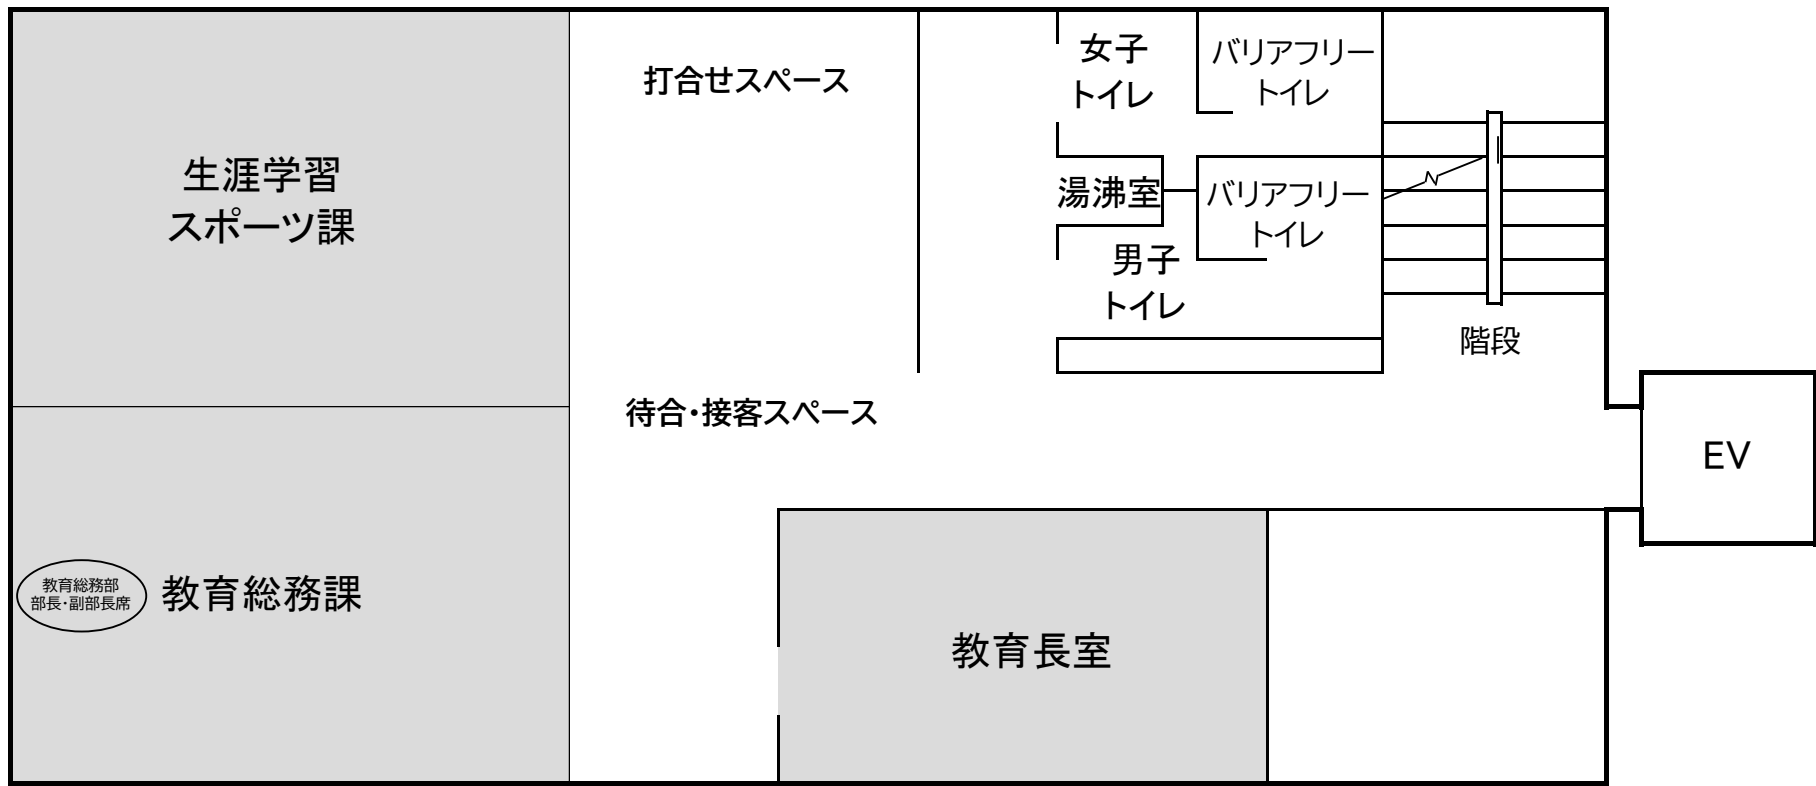 打合せスペース
女子
トイレ
バリアフリー
トイレ
生涯学習
スポーツ課
湯沸室
バリアフリー
トイレ
男子
トイレ
階段
待合・接客スペース
EV
教育総務部
部長・副部長席
教育総務課
教育長室